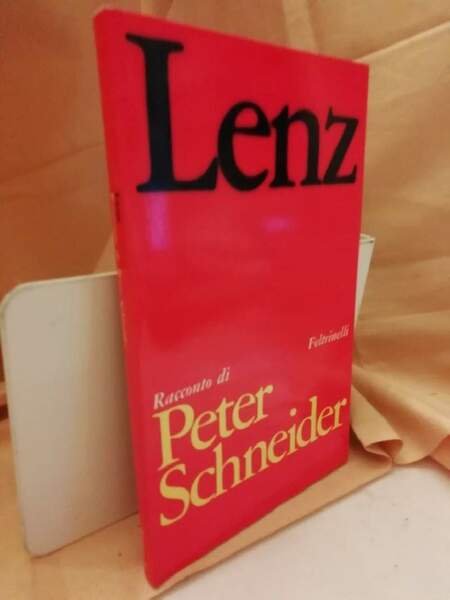 Lenz
Feltrinelli
Racconto di
Peter
Schneider